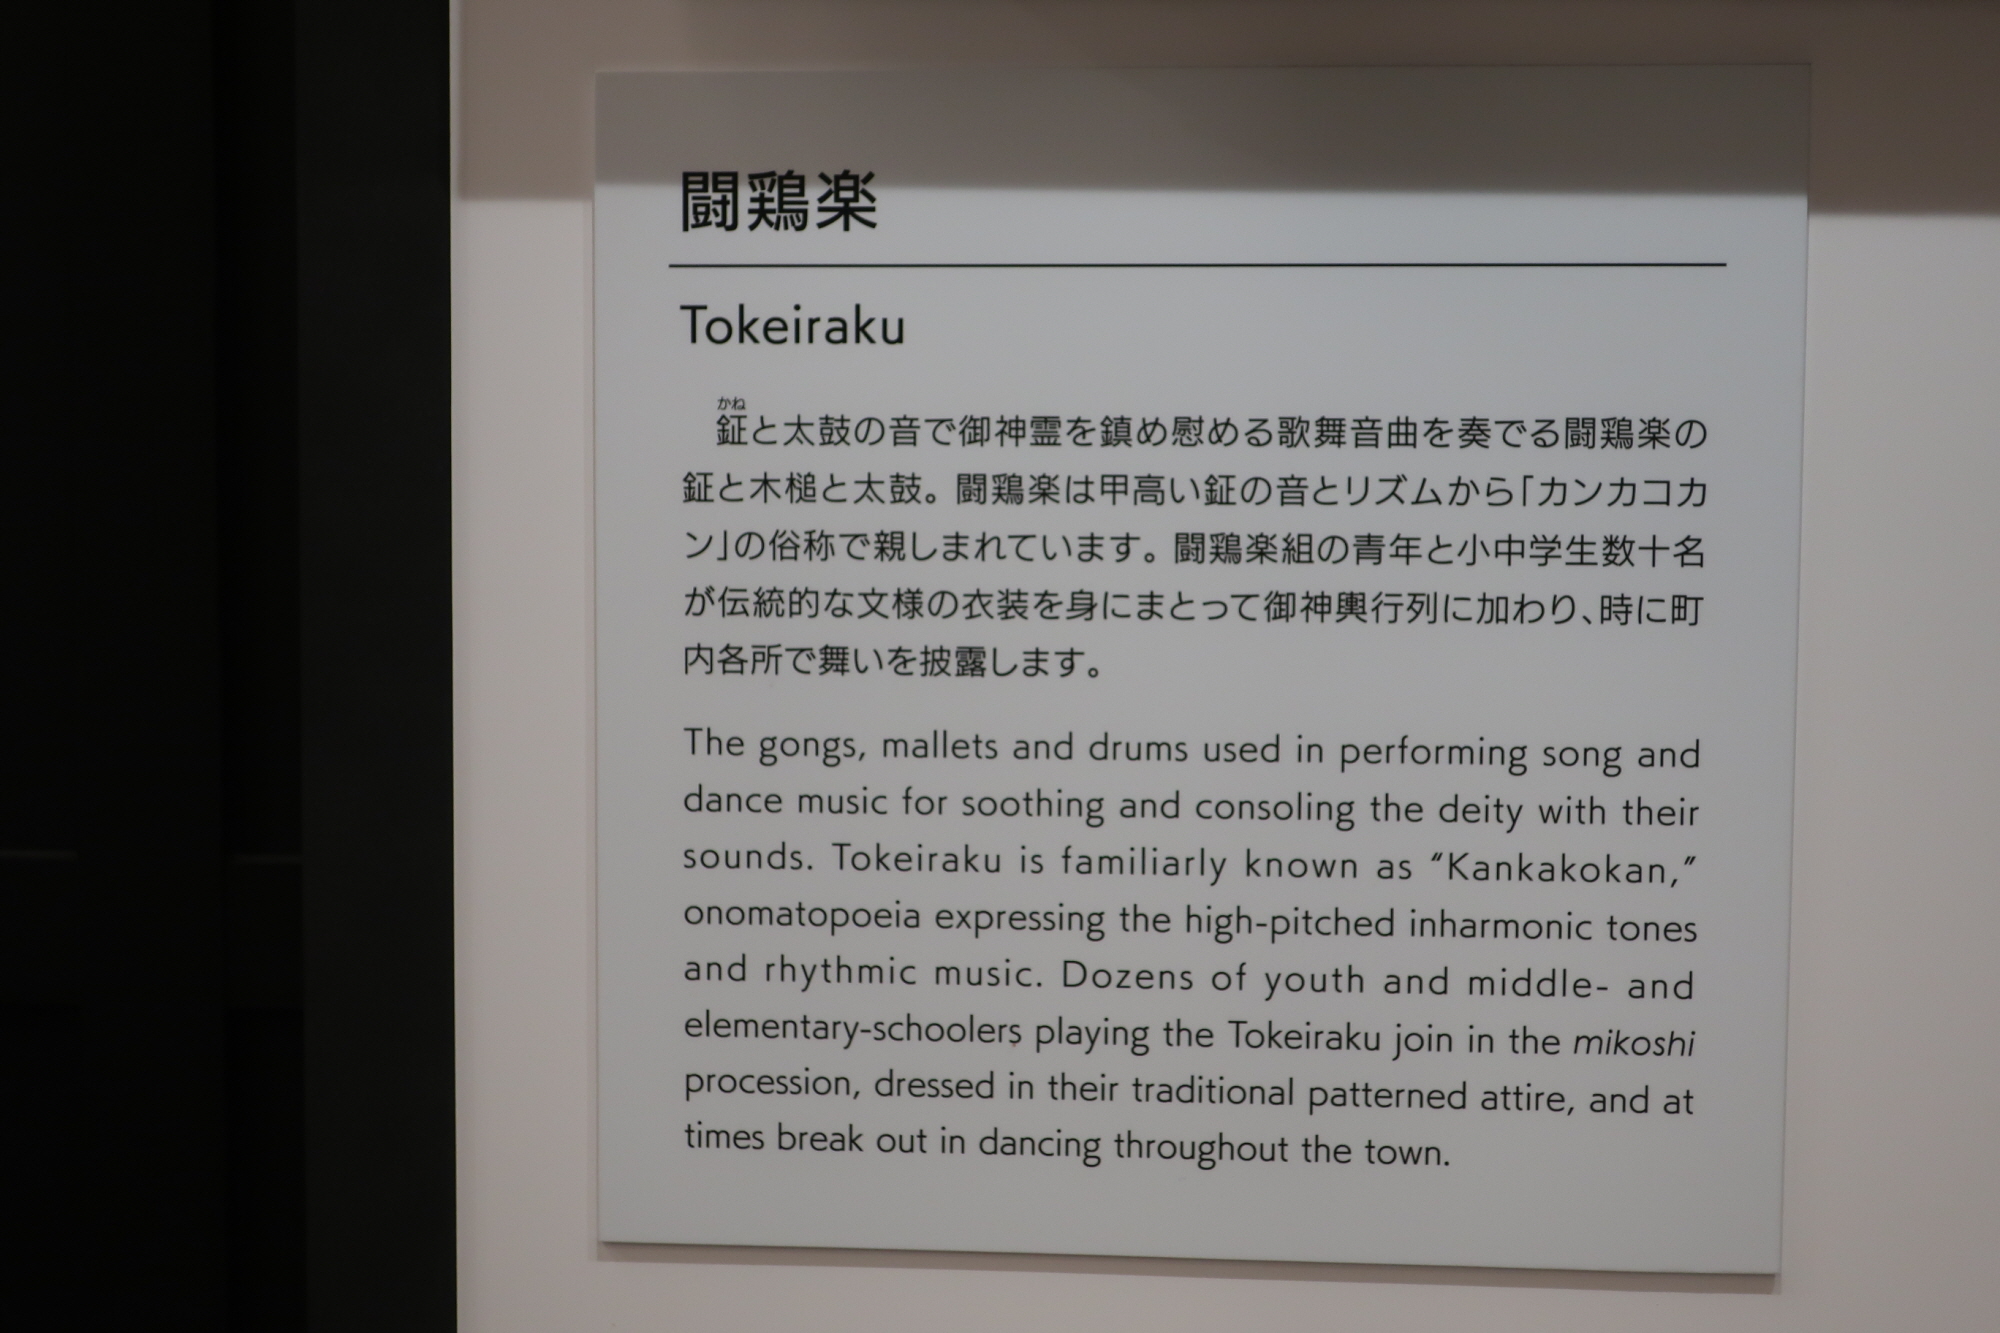 闘鶏楽
Tokeiraku
かね
鉦と太鼓の音で御神霊を鎮め慰める歌舞音曲を奏でる闘鶏楽の
鉦と木槌と太鼓。闘鶏楽は甲高い鉦の音とリズムから「カンカコカ
ン」の俗称で親しまれています。闘鶏楽組の青年と小中学生数十名
が伝統的な文様の衣装を身にまとって御神輿行列に加わり、時に町
内各所で舞いを披露します。
The gongs, mallets and drums used in performing song and
dance music for soothing and consoling the deity with their
sounds. Tokeiraku is familiarly known as “Kankakokan,”
onomatopoeia expressing the high-pitched inharmonic tones
and rhythmic music. Dozens of youth and middle- and
elementary-schoolers playing the Tokeiraku join in the mikoshi
procession, dressed in their traditional patterned attire, and at
times break out in dancing throughout the town.